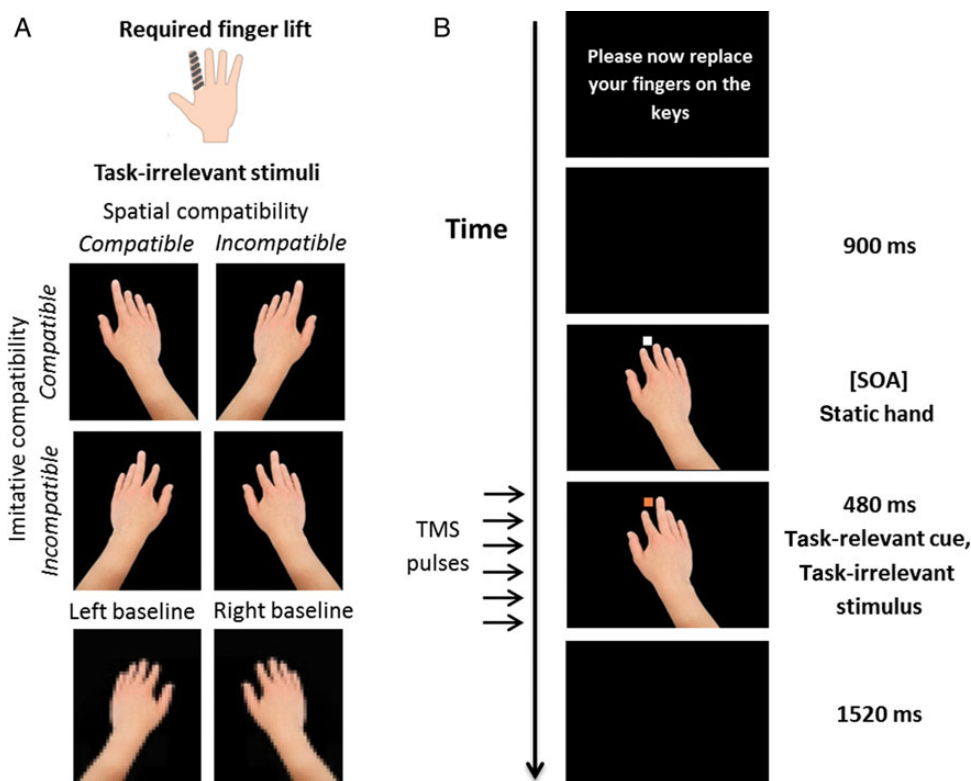 A
Required finger lift
Task-irrelevant stimuli
Spatial compatibility
Compatible Incompatible
Imitative compatibility
Compatible
Incompatible
Left baseline Right baseline
B
Time
TMS
pulses
Please now replace
your fingers on the
keys
900 ms
[SOA]
Static hand
480 ms
Task-relevant cue,
Task-irrelevant
stimulus
1520 ms